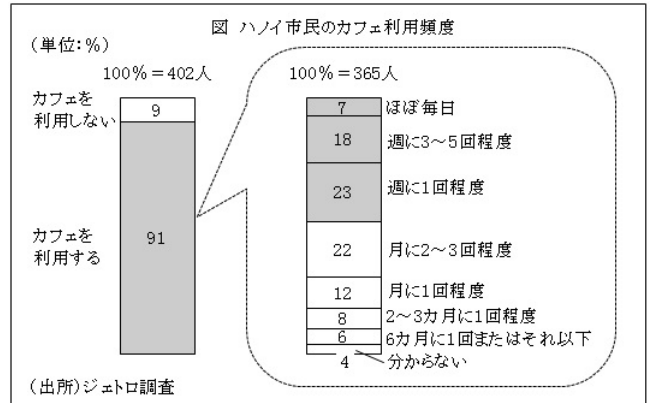 図 ハノイ市民のカフェ利用頻度
(単位:%)
100%=402人
100%=365人
カフェを
利用しない
9
カフェを
利用する
91
7 ほぼ毎日
18 週に3~5回程度
23 週に1回程度
22 月に2~3回程度
12 月に1回程度
8 2~3カ月に1回程度
6 6カ月に1回またはそれ以下
4 分からない
(出所)ジェトロ調査